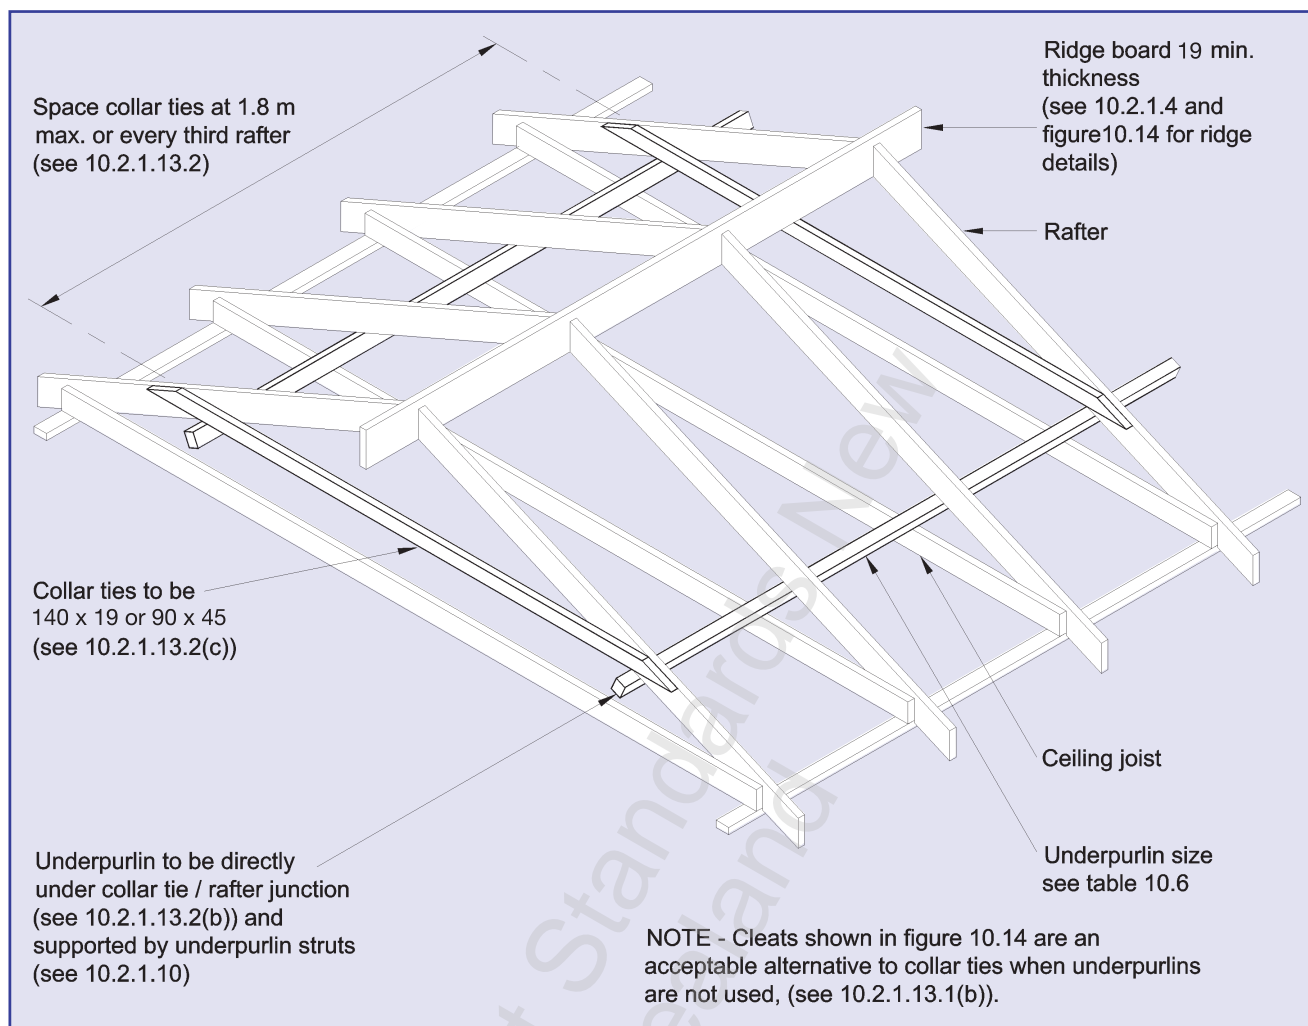 Space collar ties at 1.8 m
max. or every third rafter
(see 10.2.1.13.2)
Ridge board 19 min.
thickness
(see 10.2.1.4 and
figure10.14 for ridge
details)
Rafter
Collar ties to be
140 x 19 or 90 x 45
(see 10.2.1.13.2(c))
Ceiling joist
Underpurlin size
see table 10.6
Underpurlin to be directly
under collar tie / rafter junction
(see 10.2.1.13.2(b)) and
supported by underpurlin struts
(see 10.2.1.10)
NOTE - Cleats shown in figure 10.14 are an
acceptable alternative to collar ties when underpurlins
are not used, (see 10.2.1.13.1(b)).
Standards New